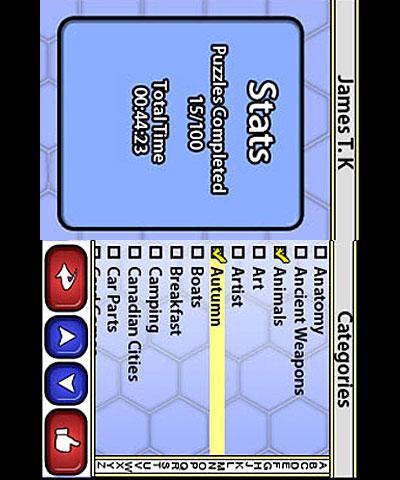 James T. K
Stats
Puzzles Completed
15/100
Total Time
00:44:23
Categories
Anatomy
Ancient Weapons
Animals
Art
Artist
Autumn
Boats
Breakfast
Camping
Canadian Cities
Car Parts
A
B
C
D
E
F
G
H
J
K
L
M
N
O
P
Q
R
S
T
U
V
W
X
Y
Z